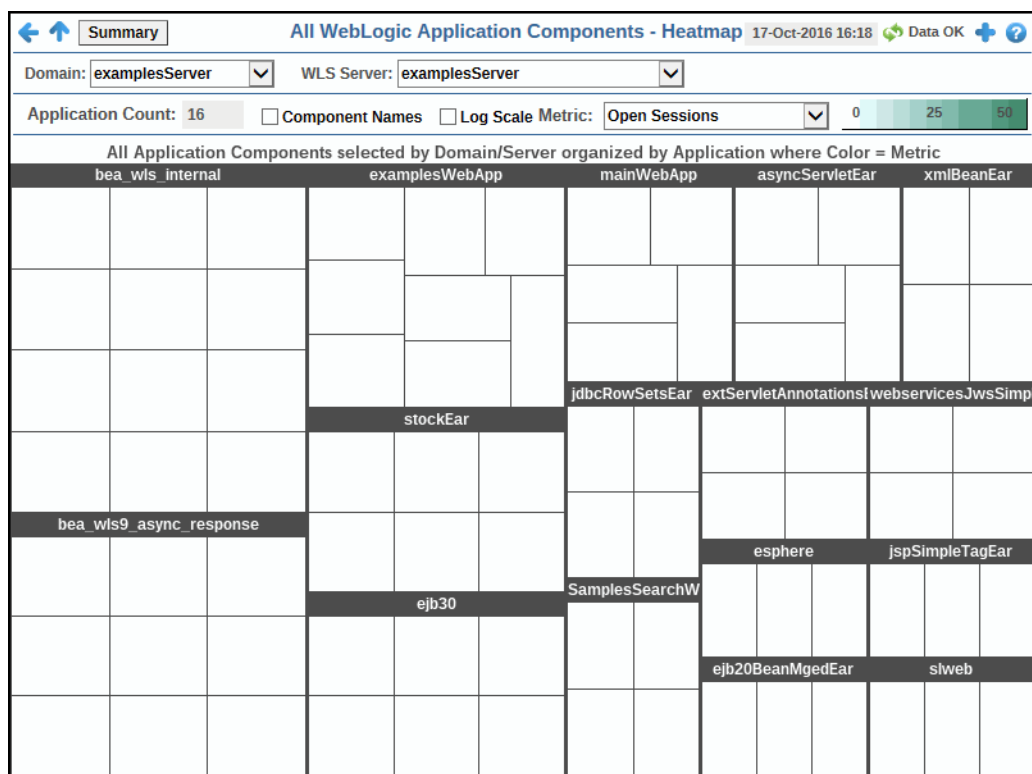 Summary All WebLogic Application Components - Heatmap 17-Oct-2016 16:18 Data OK
Domain: examplesServer WLS Server: examplesServer
Application Count: 16 Component Names Log Scale Metric: Open Sessions 0 25 50
All Application Components selected by Domain/Server organized by Application where Color = Metric
bea_wls_internal examplesWebApp mainWebApp asyncServletEar xmlBeanEar
jdbcRowSetsEar extServletAnnotationsE webservicesJwsSimp
stockEar
bea_wls9_async_response
esphere jspSimpleTagEar
SamplesSearchW
ejb30
ejb20BeanMgedEar slweb